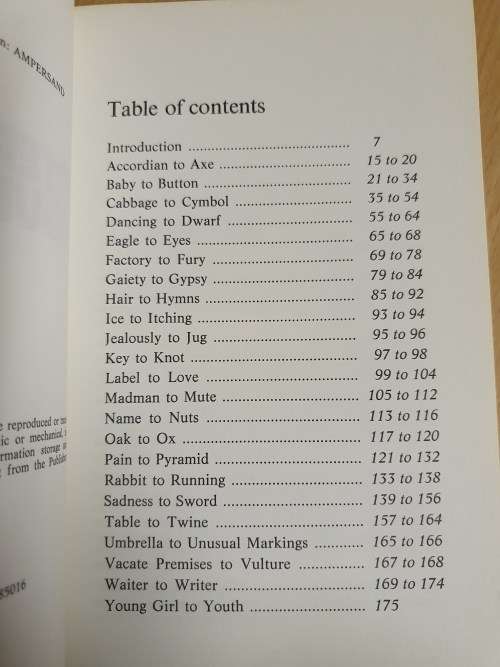 n: AMPERSAND
Table of contents
Introduction .......................................... 7
Accordian to Axe ................................... 15 to 20
Baby to Button ...................................... 21 to 34
Cabbage to Cymbol .............................. 35 to 54
Dancing to Dwarf ................................. 55 to 64
Eagle to Eyes ........................................ 65 to 68
Factory to Fury ..................................... 69 to 78
Gaiety to Gypsy .................................... 79 to 84
Hair to Hymns ...................................... 85 to 92
Ice to Itching ......................................... 93 to 94
Jealously to Jug ..................................... 95 to 96
Key to Knot ........................................... 97 to 98
Label to Love ....................................... 99 to 104
Madman to Mute ................................... 105 to 112
Name to Nuts ........................................ 113 to 116
Oak to Ox .............................................. 117 to 120
Pain to Pyramid ..................................... 121 to 132
Rabbit to Running .................................. 133 to 138
Sadness to Sword ................................... 139 to 156
Table to Twine ....................................... 157 to 164
Umbrella to Unusual Markings ............. 165 to 166
Vacate Premises to Vulture ................. 167 to 168
Waiter to Writer .................................... 169 to 174
Young Girl to Youth ............................. 175
e reproduced or
ic or mechanical,
ormation storage
from the Publisher
85016